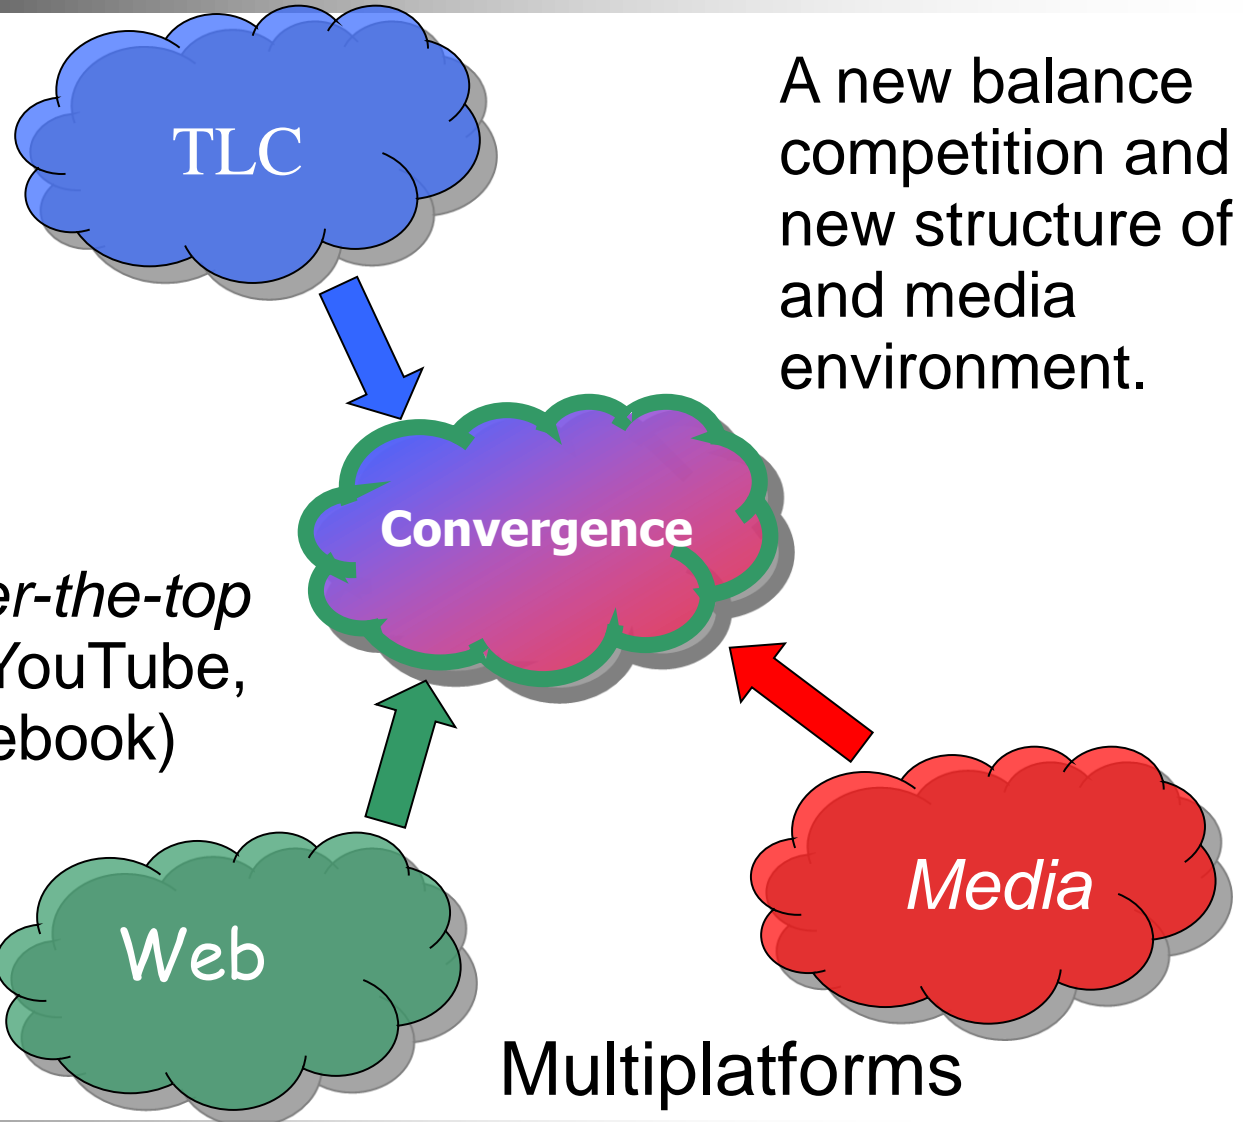 TLC
A new balance
competition and
new structure of
and media
environment.
Convergence
er-the-top
YouTube,
ebook)
Media
Web
Multiplatforms